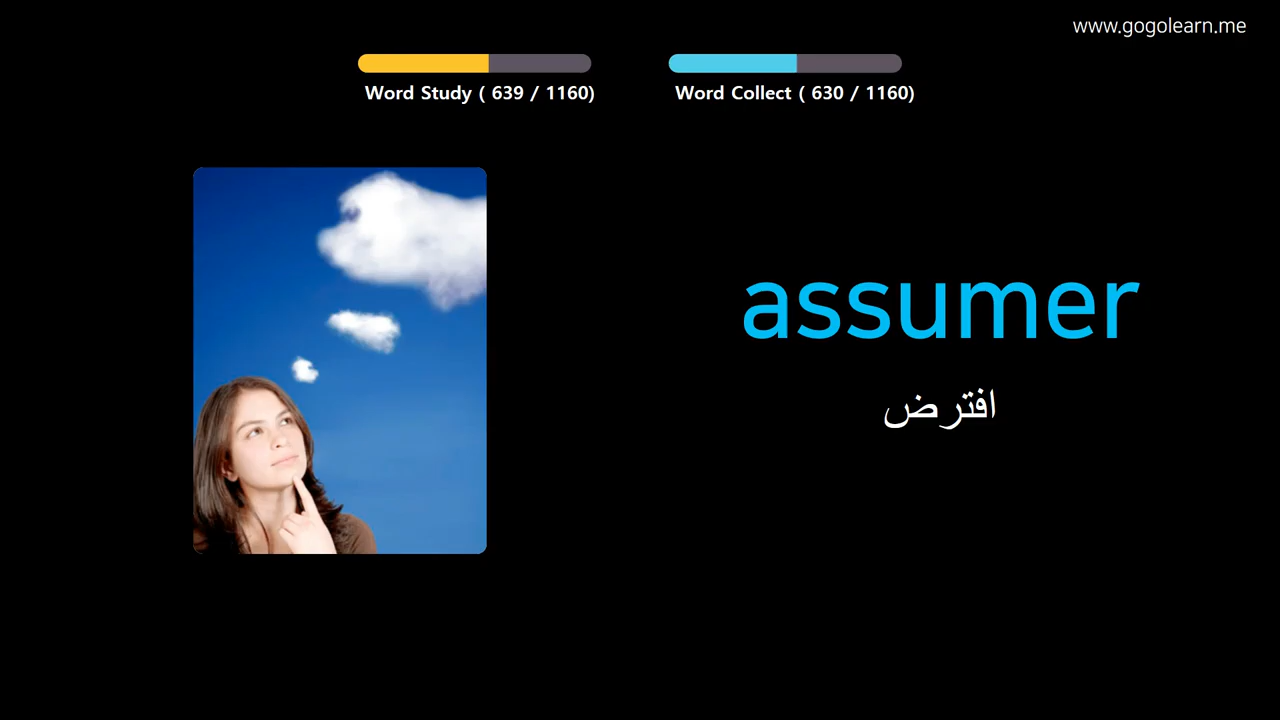 www.gogolearn.me
Word Study ( 639 / 1160)
Word Collect ( 630 / 1160)
assumer
افترض